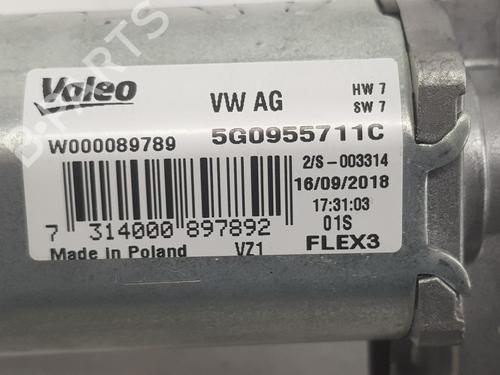 Valeo
VW AG
HW 7
SW 7
W000089789
5G0955711C
2/S-003314
16/09/2018
17:31:03
7 314000 897892
01S
Made in Poland
VZ1
FLEX3
B-PARTS